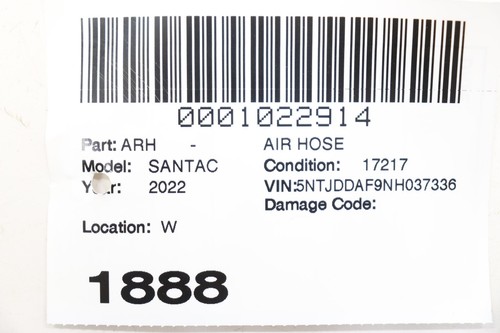 0001022914
Part: ARH - AIR HOSE
Model: SANTAC Condition: 17217
Year: 2022 VIN:5NTJDDAF9NH037336
Damage Code:
Location: W
1888